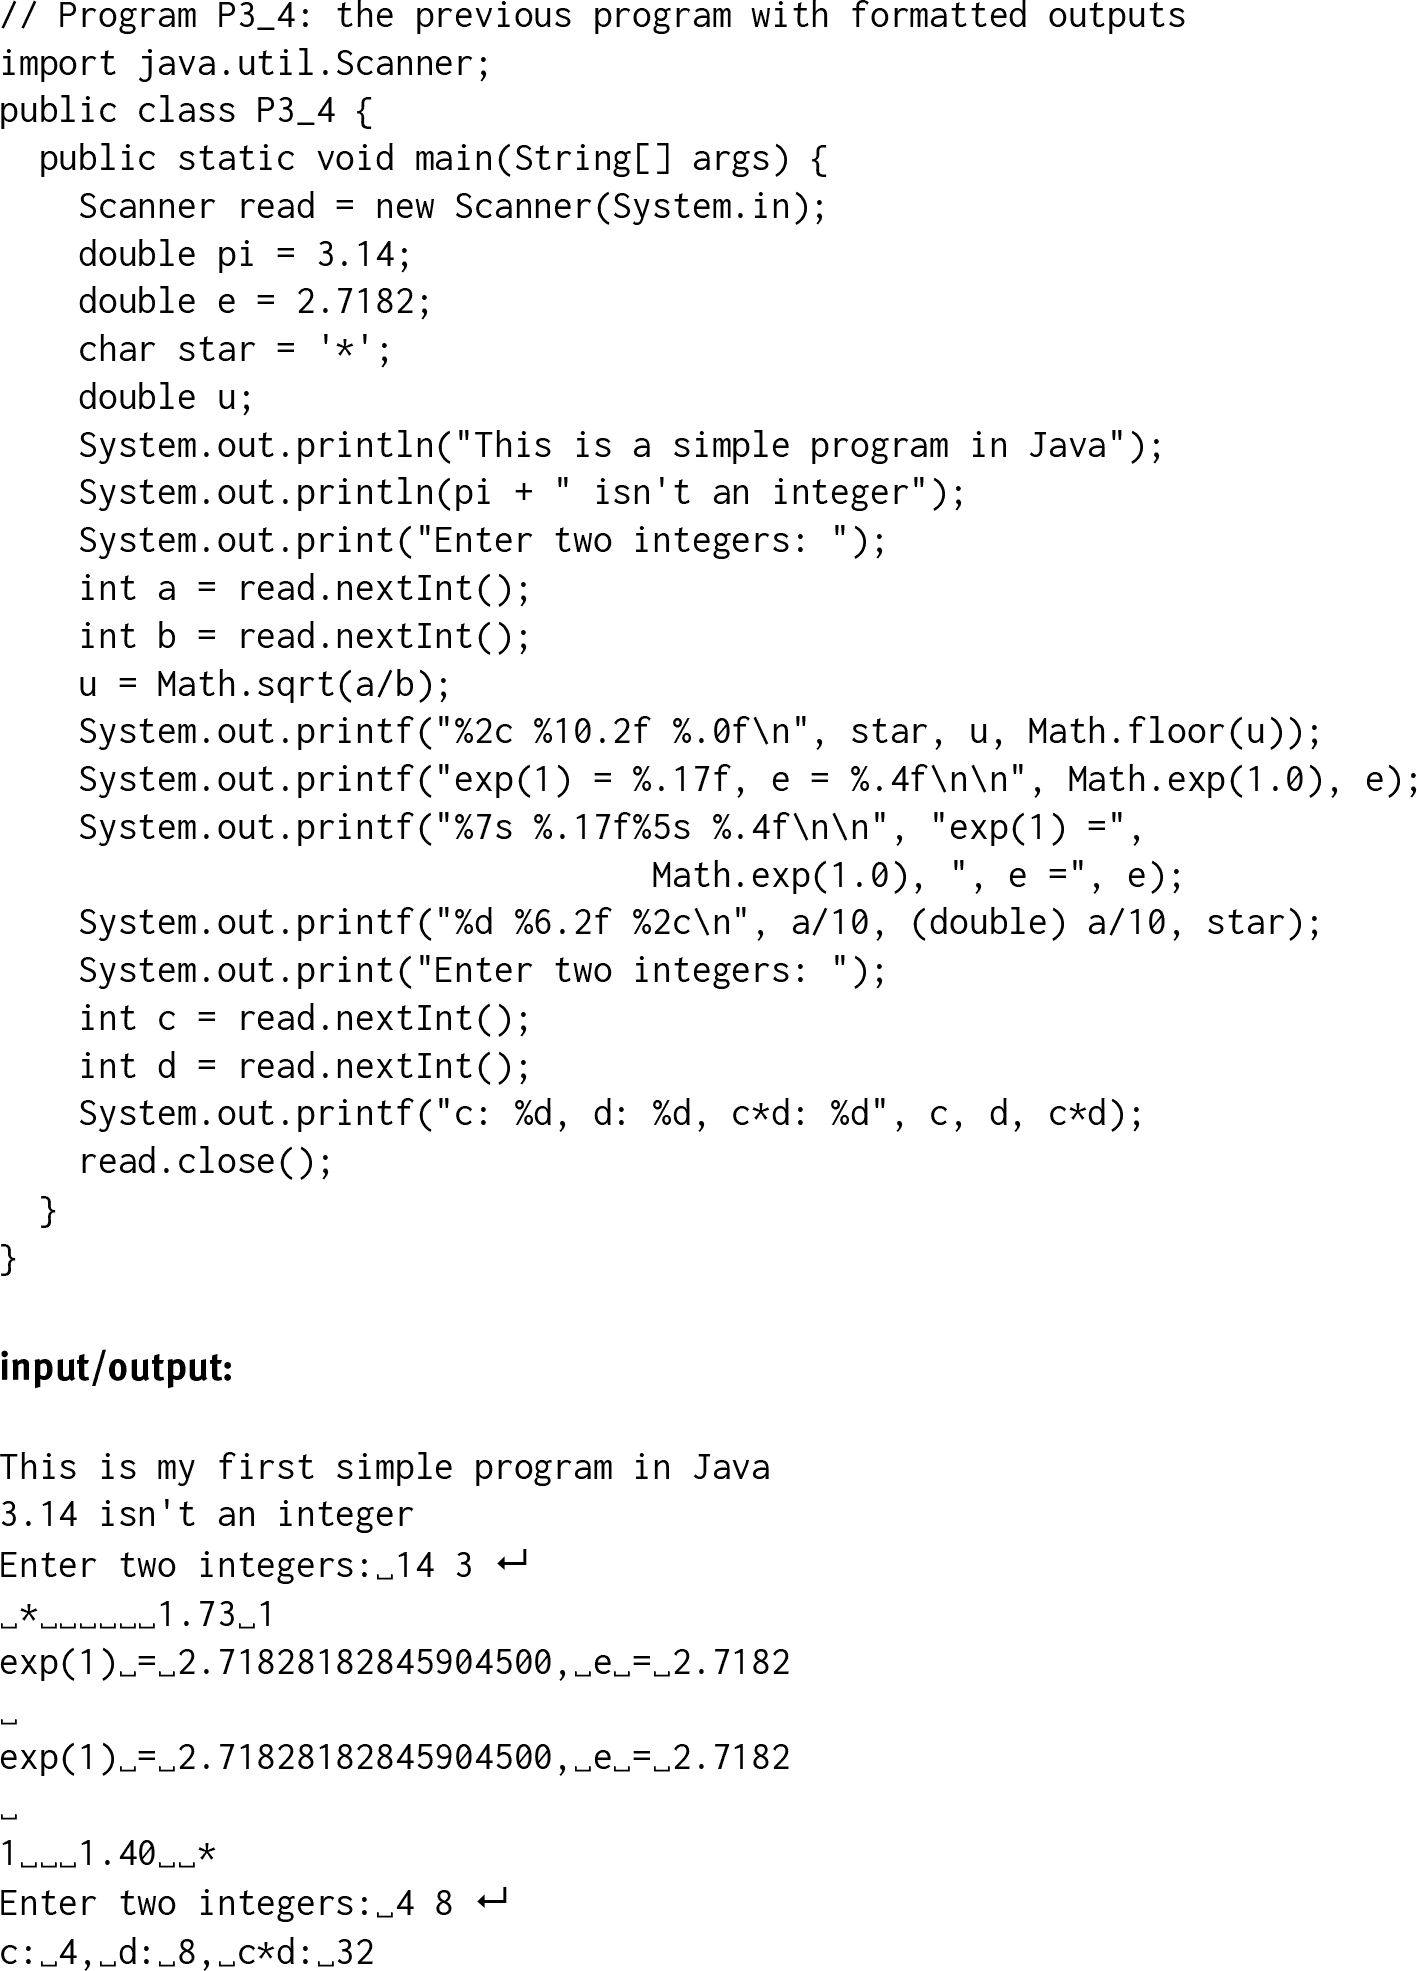 // Program P3_4: the previous program with formatted outputs
import java.util.Scanner;
public class P3_4 {
  public static void main(String[] args) {
    Scanner read = new Scanner(System.in);
    double pi = 3.14;
    double e = 2.7182;
    char star = '*';
    double u;
    System.out.println("This is a simple program in Java");
    System.out.println(pi + " isn't an integer");
    System.out.print("Enter two integers: ");
    int a = read.nextInt();
    int b = read.nextInt();
    u = Math.sqrt(a/b);
    System.out.printf("%2c %10.2f %.0f\n", star, u, Math.floor(u));
    System.out.printf("exp(1) = %.17f, e = %.4f\n\n", Math.exp(1.0), e);
    System.out.printf("%7s %.17f%5s %.4f\n\n", "exp(1) =",
                                 Math.exp(1.0), ", e =", e);
    System.out.printf("%d %6.2f %2c\n", a/10, (double) a/10, star);
    System.out.print("Enter two integers: ");
    int c = read.nextInt();
    int d = read.nextInt();
    System.out.printf("c: %d, d: %d, c*d: %d", c, d, c*d);
    read.close();
  }
}
input/output:
This is my first simple program in Java
3.14 isn't an integer
Enter two integers:␣14 3 ↵
␣*␣␣␣␣␣␣1.73␣1
exp(1)␣=␣2.71828182845904500,␣e␣=␣2.7182
␣
exp(1)␣=␣2.71828182845904500,␣e␣=␣2.7182
␣
1␣␣␣1.40␣␣*
Enter two integers:␣4 8 ↵
c:␣4,␣d:␣8,␣c*d:␣32